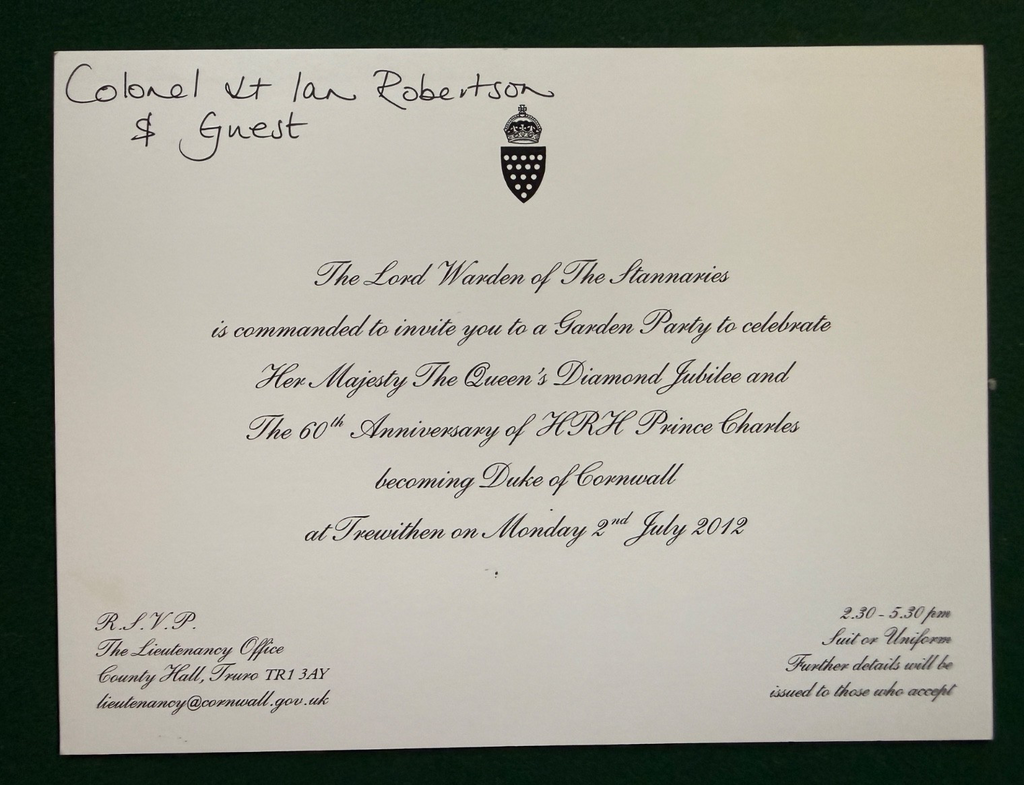 Colonel Lt Ian Robertson
& Guest
The Lord Warden of The Stannaries
is commanded to invite you to a Garden Party to celebrate
Her Majesty The Queen's Diamond Jubilee and
The 60th Anniversary of HRH Prince Charles
becoming Duke of Cornwall
at Trewithen on Monday 2nd July 2012
R.S.V.P.
The Lieutenancy Office
County Hall, Truro TR1 3AY
lieutenancy@cornwall.gov.uk
2.30 - 5.30 pm
Suit or Uniform
Further details will be
issued to those who accept